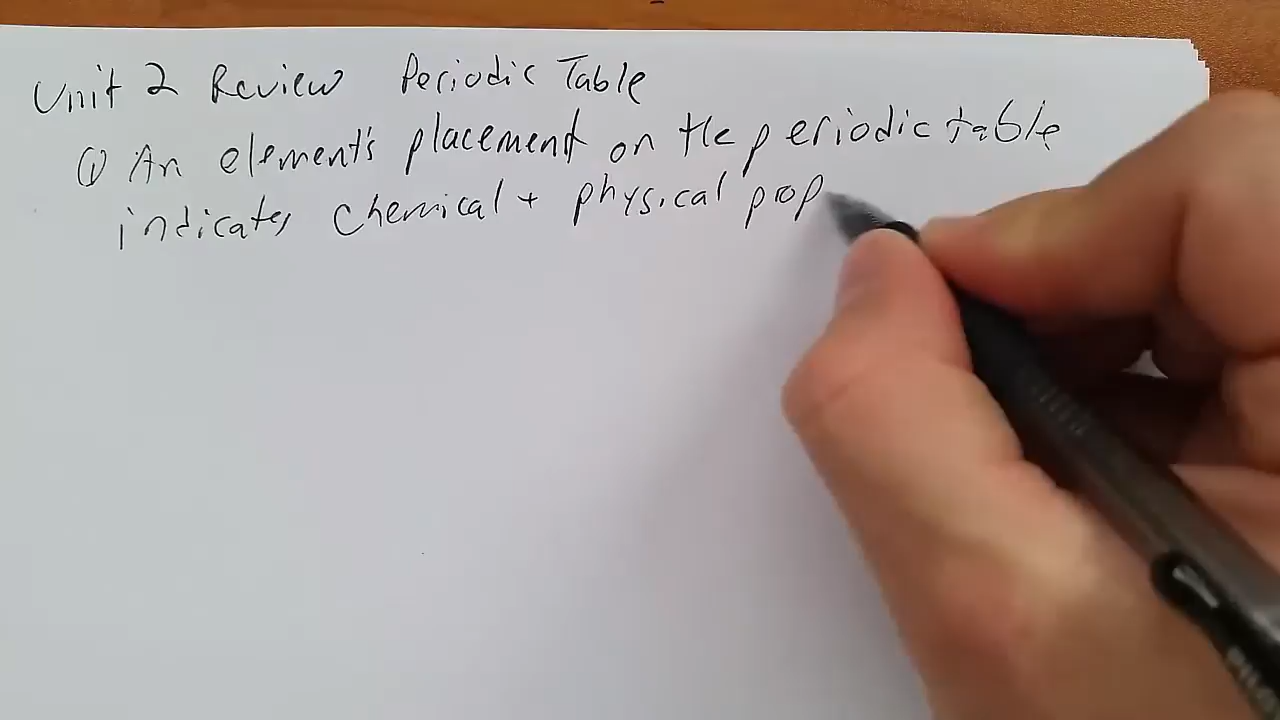 Unit 2 Review Periodic Table
① An element's placement on the periodic table
indicates chemical + physical prop